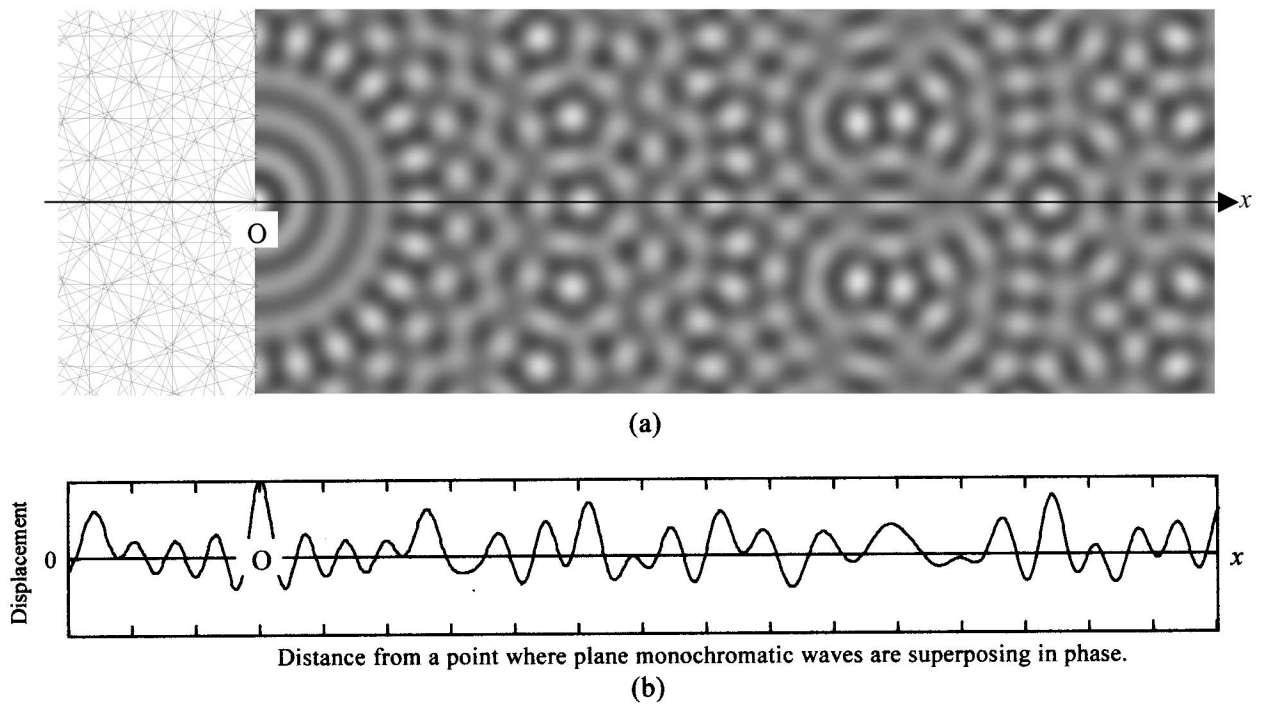 x
O
(a)
Displacement
0
O
x
Distance from a point where plane monochromatic waves are superposing in phase.
(b)